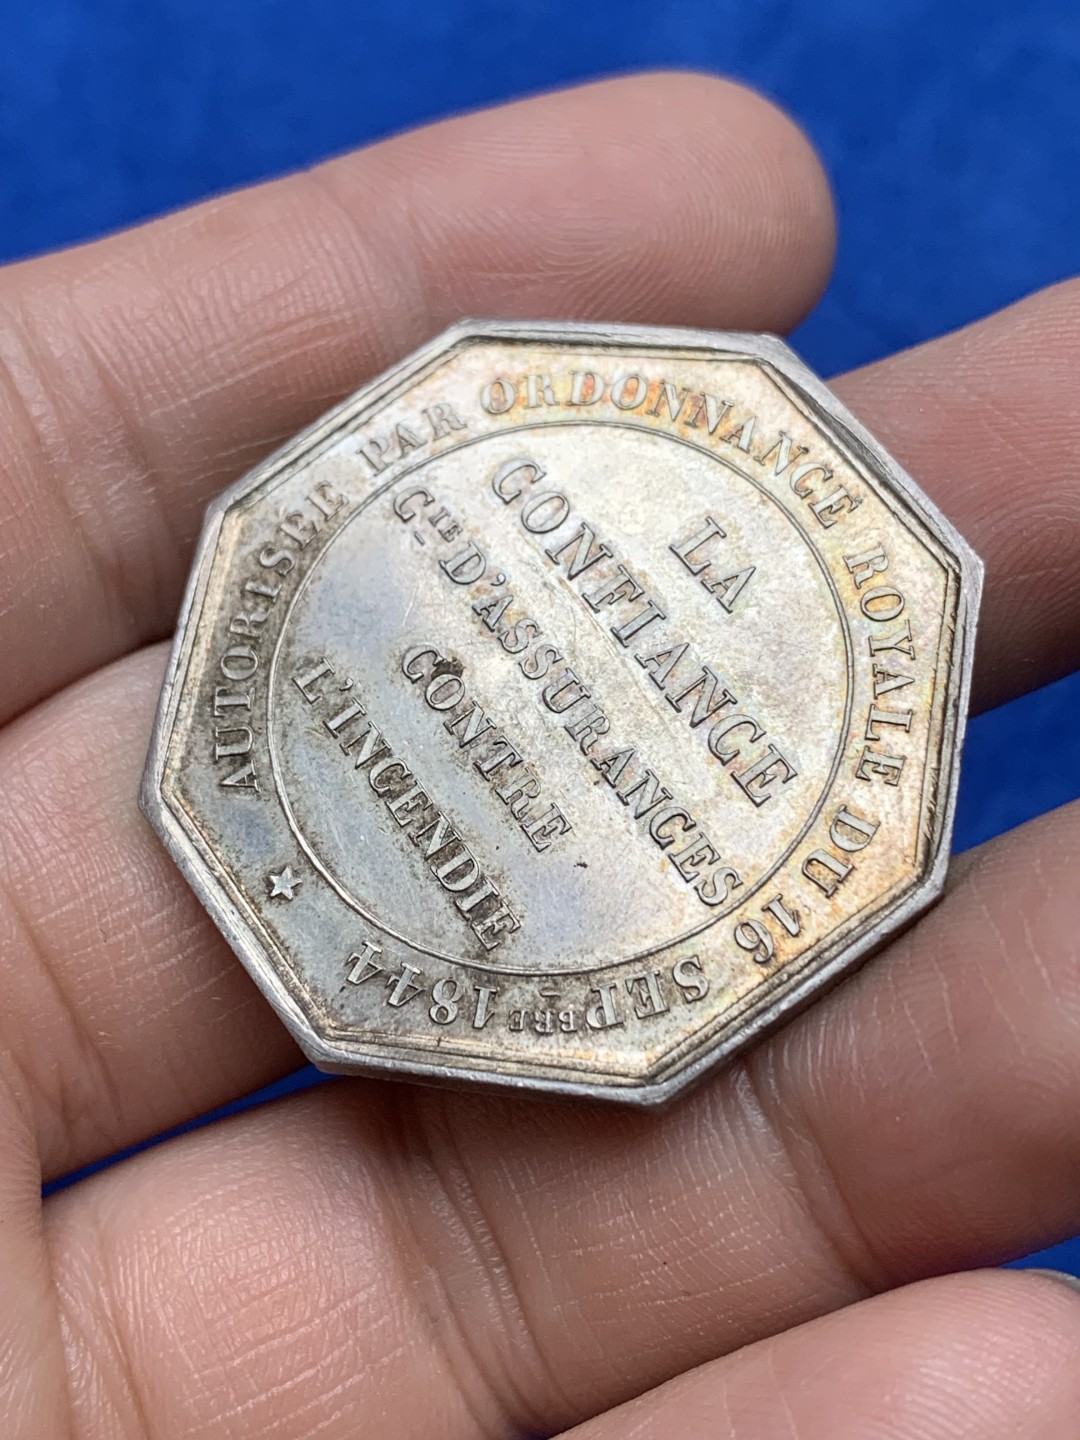 AUTORISÉE PAR ORDONNANCE ROYALE DU 16 SEPBRE 1844
LA
CONFIANCE
CIE D'ASSURANCES
CONTRE
L'INCENDIE